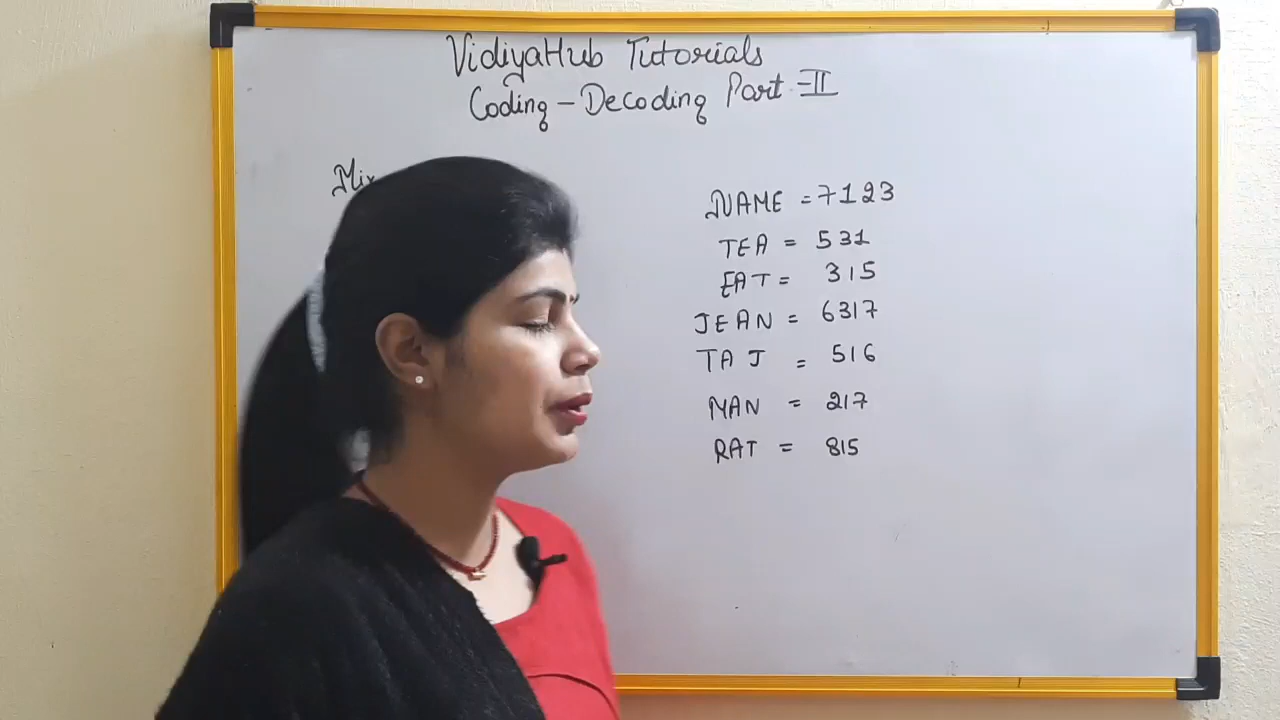 VidiyaHub Tutorials
Coding - Decoding Part - II
Mix
NAME = 7123
TEA = 531
EAT = 315
JEAN = 6317
TAJ = 516
MAN = 217
RAT = 815